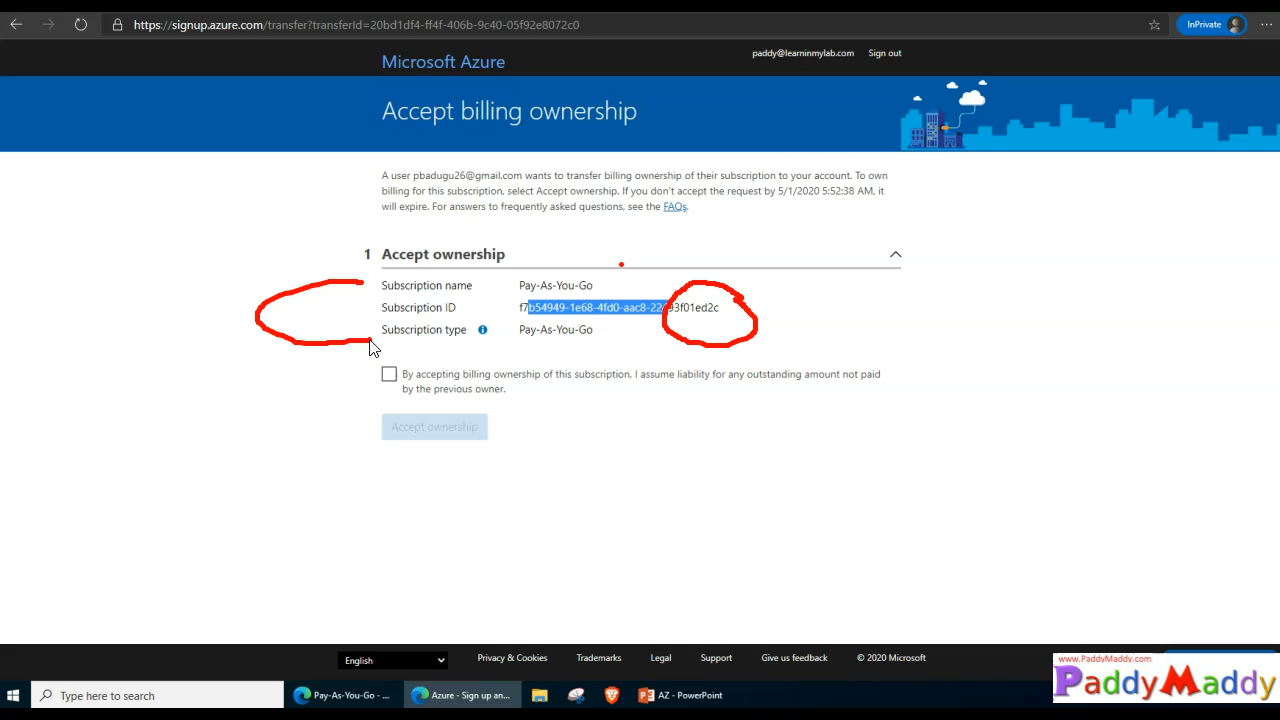 https://signup.azure.com/transfer?transferId=20bd1df4-ff4f-406b-9c40-05f92e8072c0
InPrivate
Microsoft Azure
paddy@learninmylab.com Sign out
Accept billing ownership
A user pbadugu26@gmail.com wants to transfer billing ownership of their subscription to your account. To own
billing for this subscription, select Accept ownership. If you don't accept the request by 5/1/2020 5:52:38 AM, it
will expire. For answers to frequently asked questions, see the FAQs.
1 Accept ownership
Subscription name Pay-As-You-Go
Subscription ID
Subscription type Pay-As-You-Go
By accepting billing ownership of this subscription, I assume liability for any outstanding amount not paid
by the previous owner.
Accept ownership
English Privacy & Cookies Trademarks Legal Support Give us feedback © 2020 Microsoft
www.PaddyMaddy.com
PaddyMaddy
Type here to search Pay-As-You-Go - ... Azure - Sign up an... AZ - PowerPoint